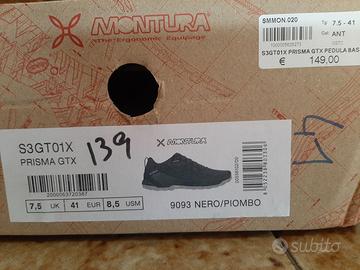 MONTURA
The Ergonomic Equipage
SMMON.020
7.5 - 41
ANT
S3GT01X PRISMA GTX PEDULA BAS
€ 149,00
S3GT01X
PRISMA GTX
139
MONTURA
7,5 UK 41 EUR 8,5 USM
9093 NERO/PIOMBO
41
subito